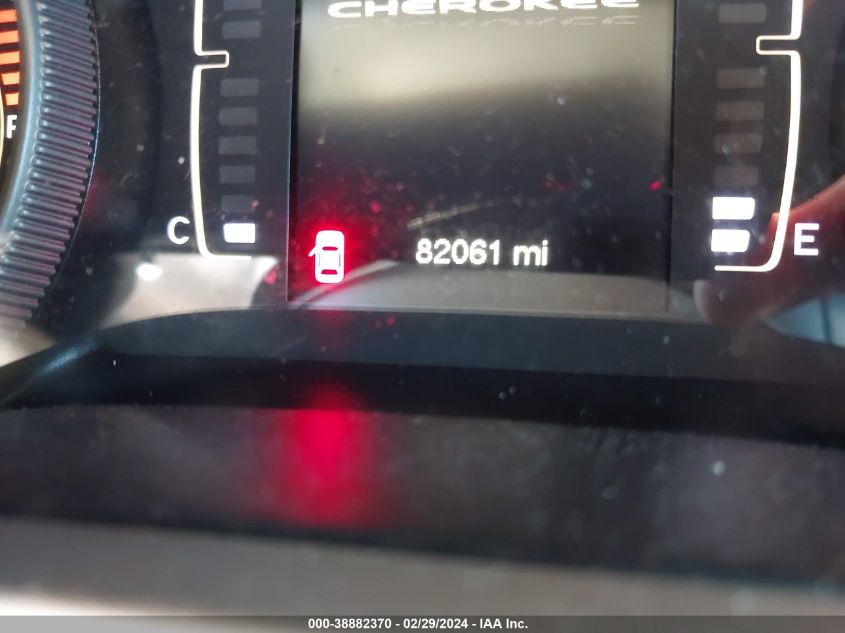 CHEROKEE
C
82061 mi
E
000-38882370 - 02/29/2024 - IAA Inc.